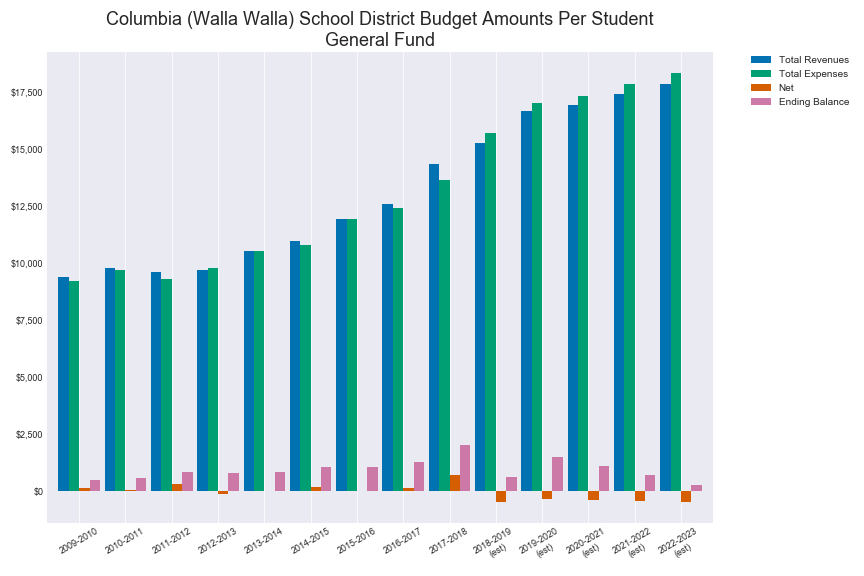 Columbia (Walla Walla) School District Budget Amounts Per Student
General Fund
Total Revenues
Total Expenses
Net
Ending Balance
$17,500
$15,000
$12,500
$10,000
$7,500
$5,000
$2,500
$0
2009-2010
2010-2011
2011-2012
2012-2013
2013-2014
2014-2015
2015-2016
2016-2017
2017-2018
2018-2019
(est)
2019-2020
(est)
2020-2021
(est)
2021-2022
(est)
2022-2023
(est)